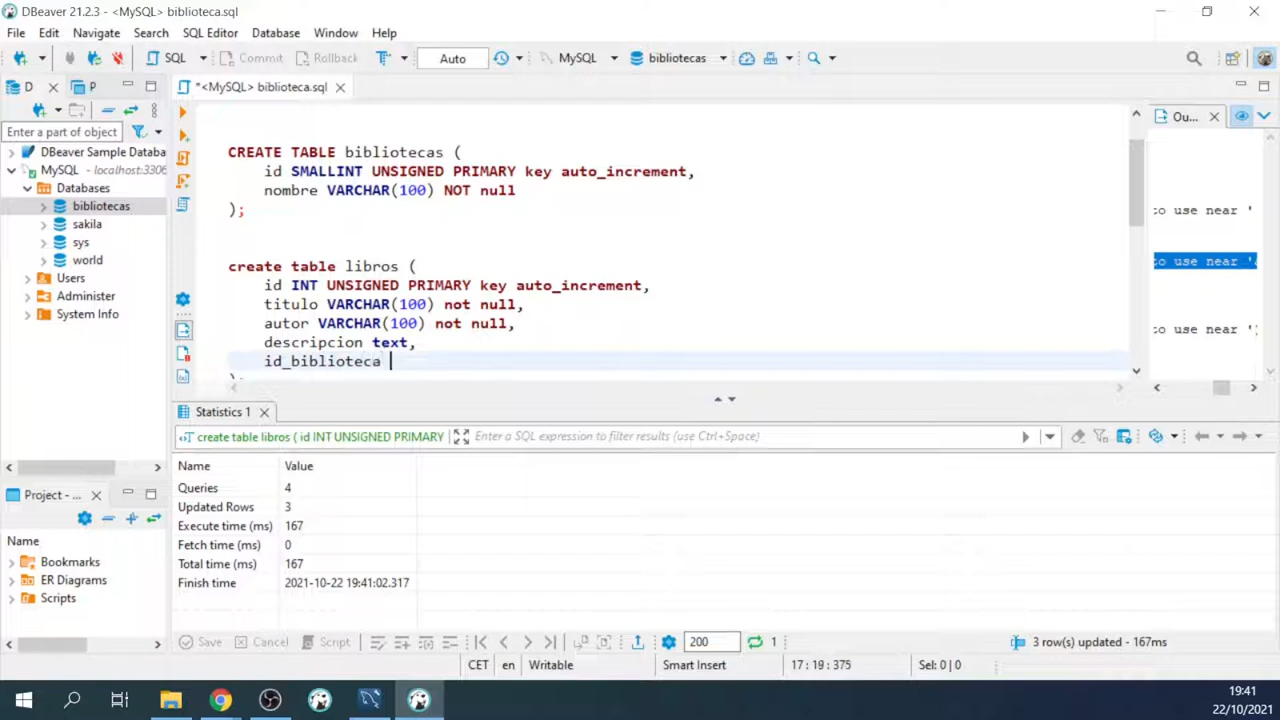 DBeaver 21.2.3 - <MySQL> biblioteca.sql
File Edit Navigate Search SQL Editor Database Window Help
SQL Commit Rollback T Auto MySQL bibliotecas
D P *<MySQL> biblioteca.sql
Enter a part of object
DBeaver Sample Databa
MySQL - localhost:3306
Databases
bibliotecas
sakila
sys
world
Users
Administer
System Info
CREATE TABLE bibliotecas (
id SMALLINT UNSIGNED PRIMARY key auto_increment,
nombre VARCHAR(100) NOT null
);
create table libros (
id INT UNSIGNED PRIMARY key auto_increment,
titulo VARCHAR(100) not null,
autor VARCHAR(100) not null,
descripcion text,
id_biblioteca
Ou...
to use near '
to use near '
to use near ')
Statistics 1
create table libros ( id INT UNSIGNED PRIMARY
Enter a SQL expression to filter results (use Ctrl+Space)
Name Value
Queries 4
Updated Rows 3
Execute time (ms) 167
Fetch time (ms) 0
Total time (ms) 167
Finish time 2021-10-22 19:41:02.317
Project - ...
Name
Bookmarks
ER Diagrams
Scripts
Save Cancel Script 200 1 3 row(s) updated - 167ms
CET en Writable Smart Insert 17 : 19 : 375 Sel: 0 | 0
19:41
22/10/2021